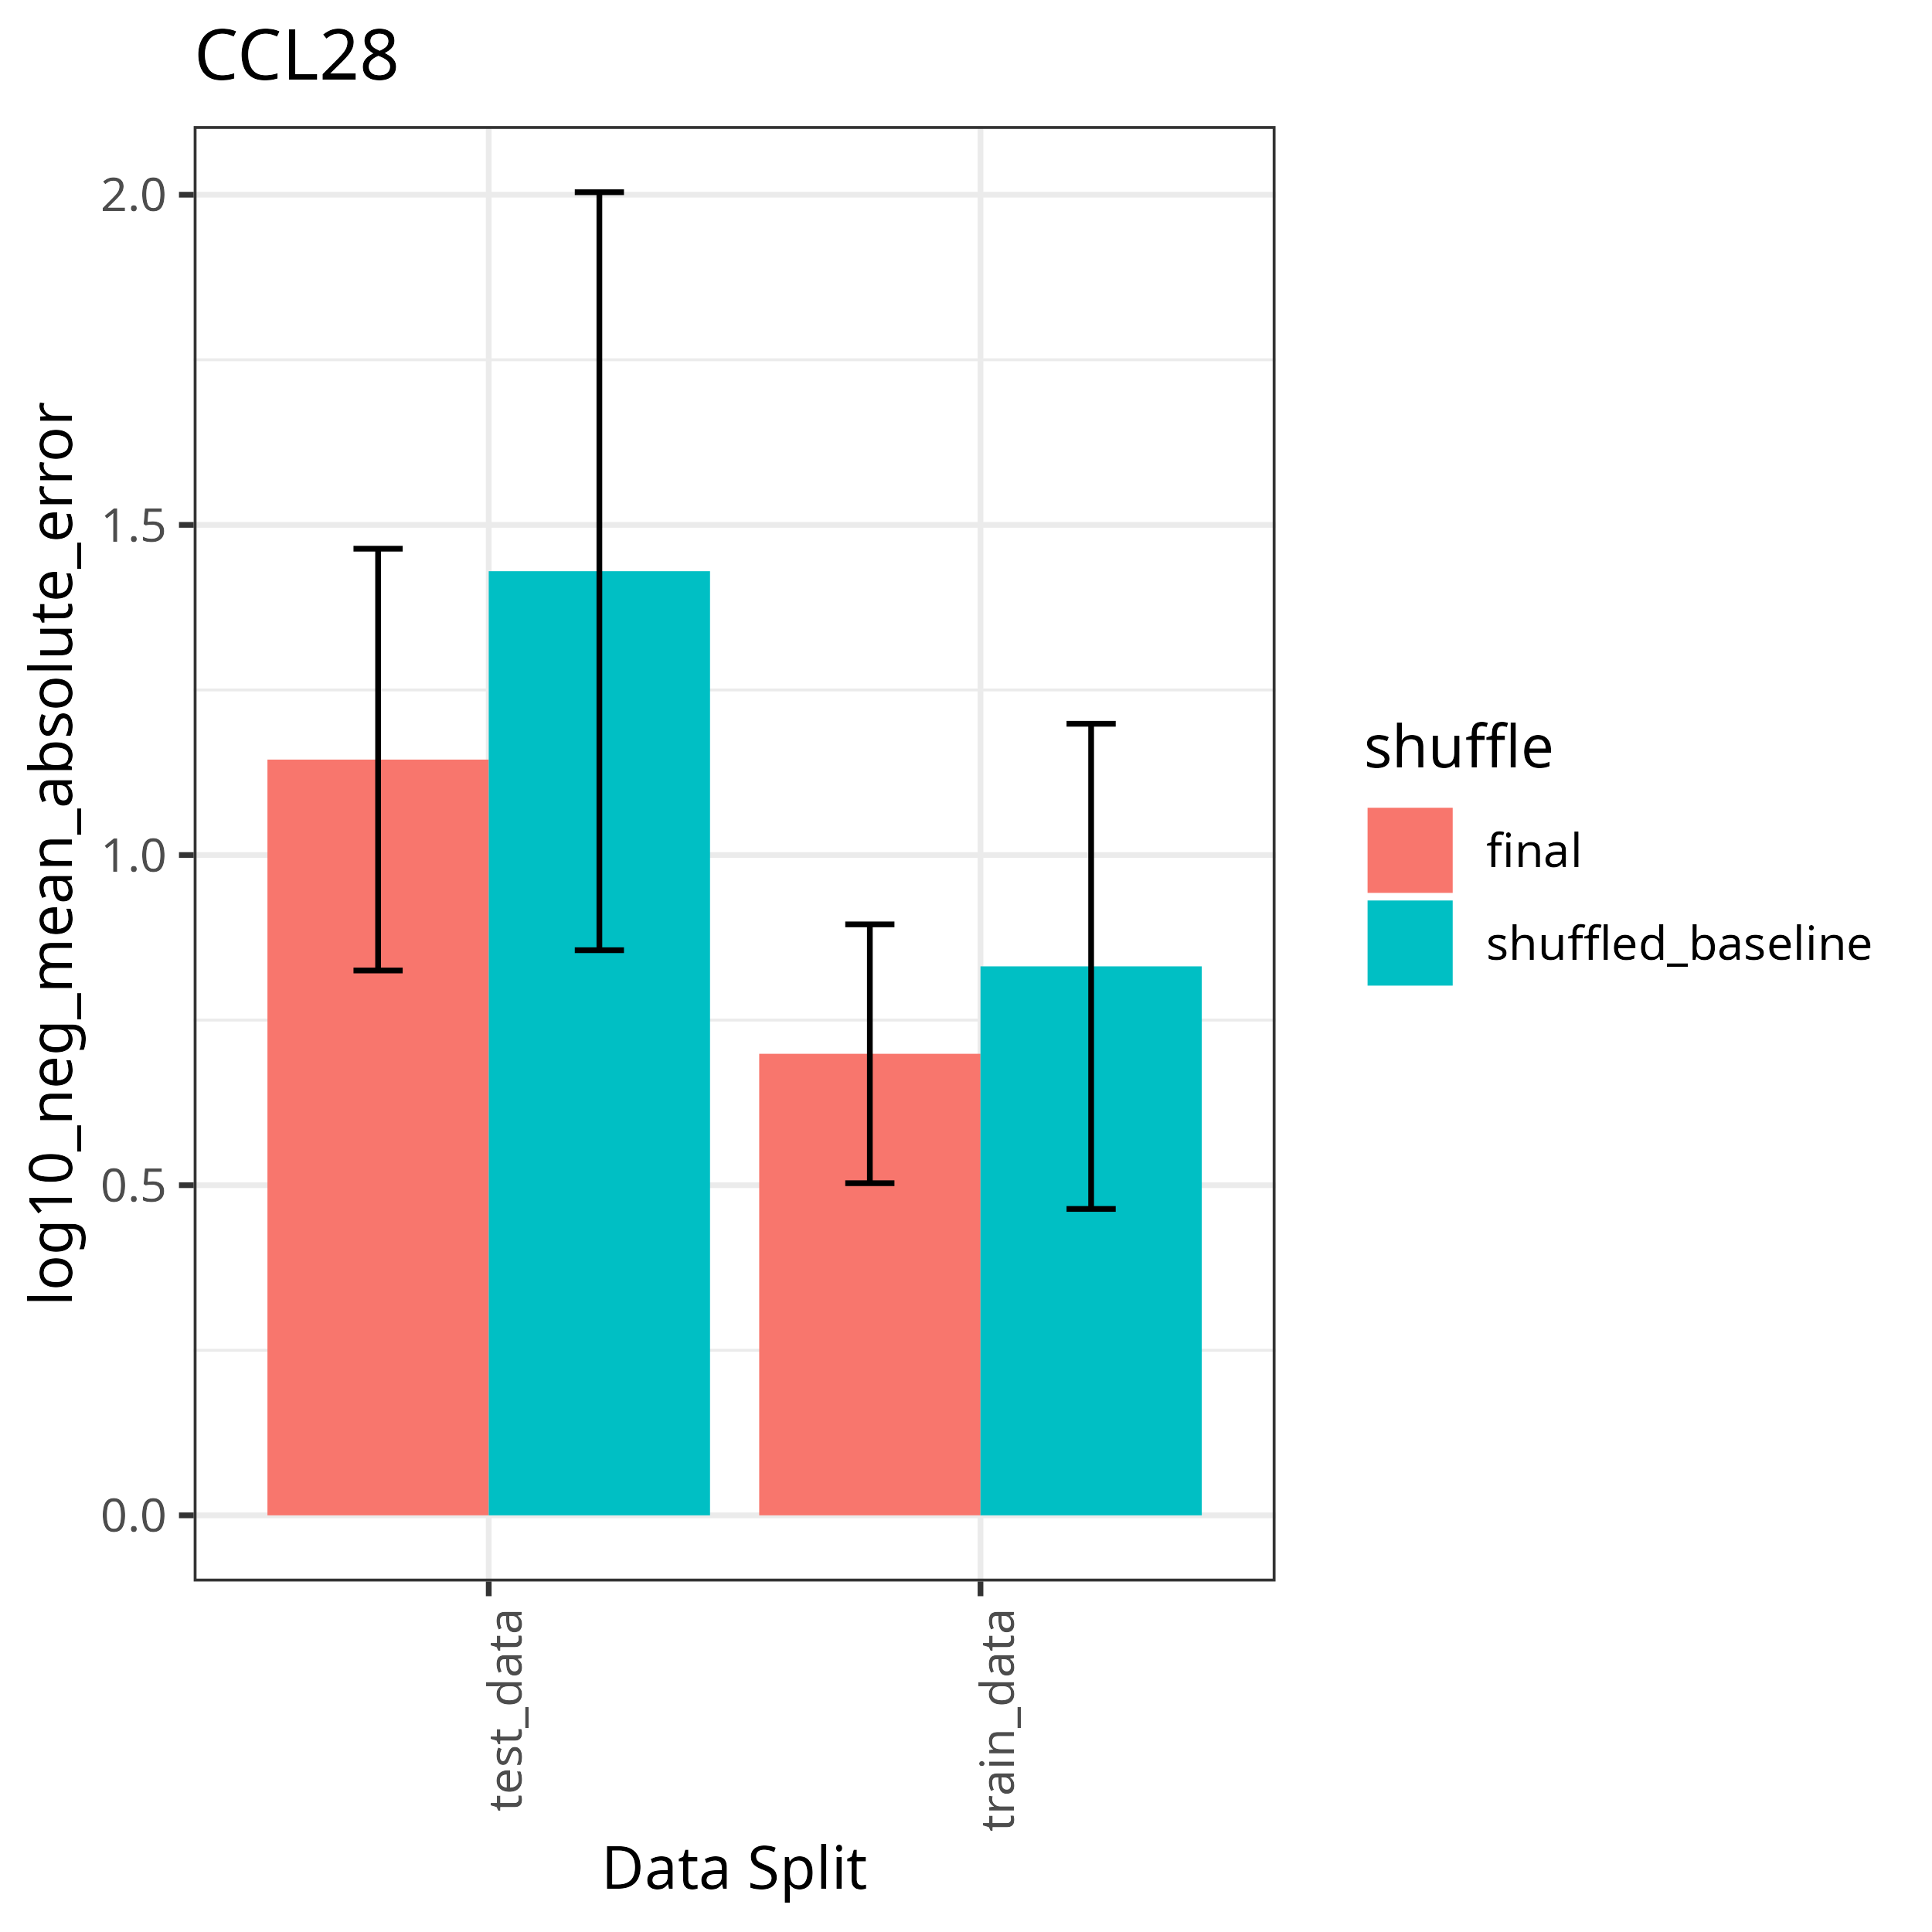 CCL28
log10_neg_mean_absolute_error
2.0
1.5
1.0
0.5
0.0
test_data
train_data
Data Split
shuffle
final
shuffled_baseline